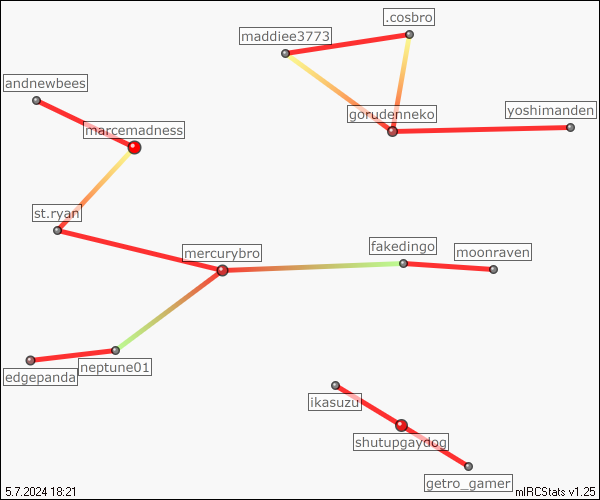 .cosbro
maddiee3773
andnewbees
gorudenneko
yoshimanden
marcemadness
st.ryan
mercurybro
fakedingo
moonraven
neptune01
edgepanda
ikasuzu
shutupgaydog
getro_gamer
5.7.2024 18:21
mIRCStats v1.25